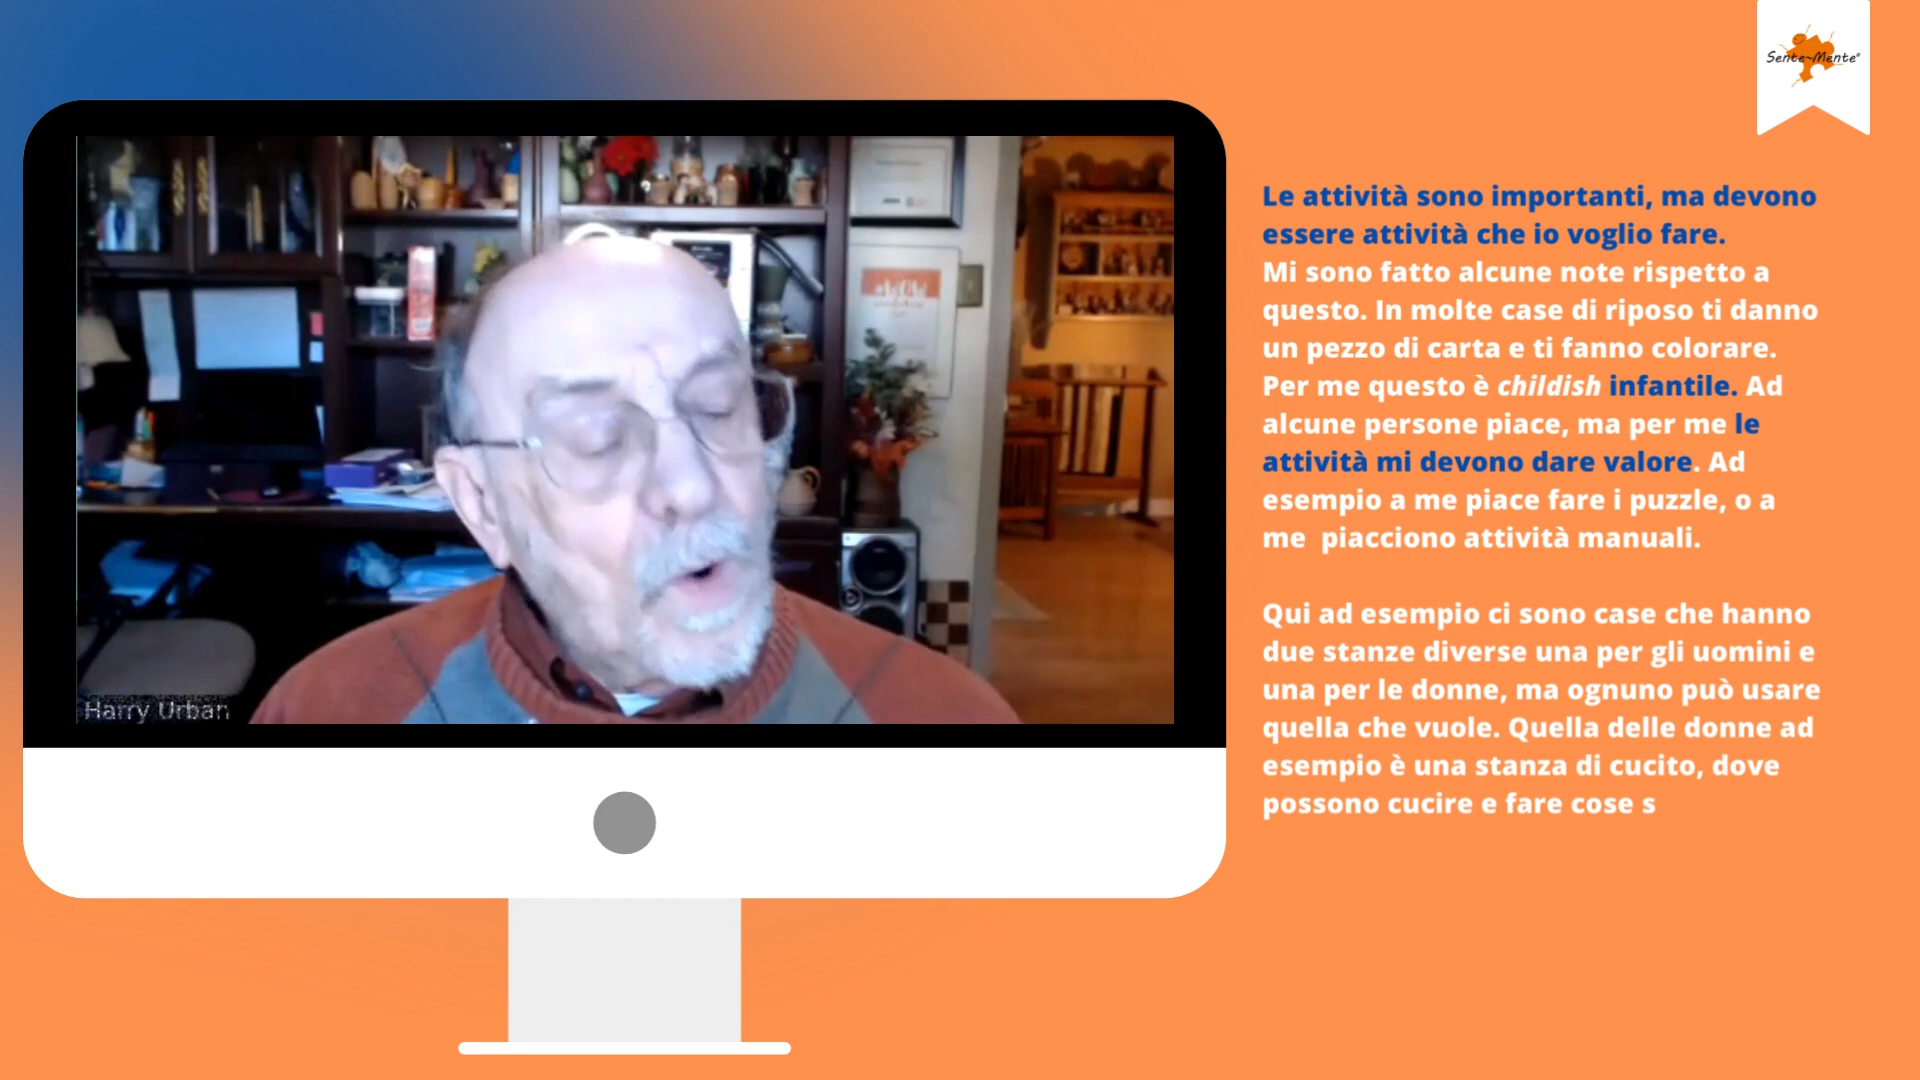 Sente~Mente®
Le attività sono importanti, ma devono
essere attività che io voglio fare.
Mi sono fatto alcune note rispetto a
questo. In molte case di riposo ti danno
un pezzo di carta e ti fanno colorare.
Per me questo è childish infantile. Ad
alcune persone piace, ma per me le
attività mi devono dare valore. Ad
esempio a me piace fare i puzzle, o a
me  piacciono attività manuali.
Qui ad esempio ci sono case che hanno
due stanze diverse una per gli uomini e
una per le donne, ma ognuno può usare
quella che vuole. Quella delle donne ad
esempio è una stanza di cucito, dove
possono cucire e fare cose s
Harry Urban